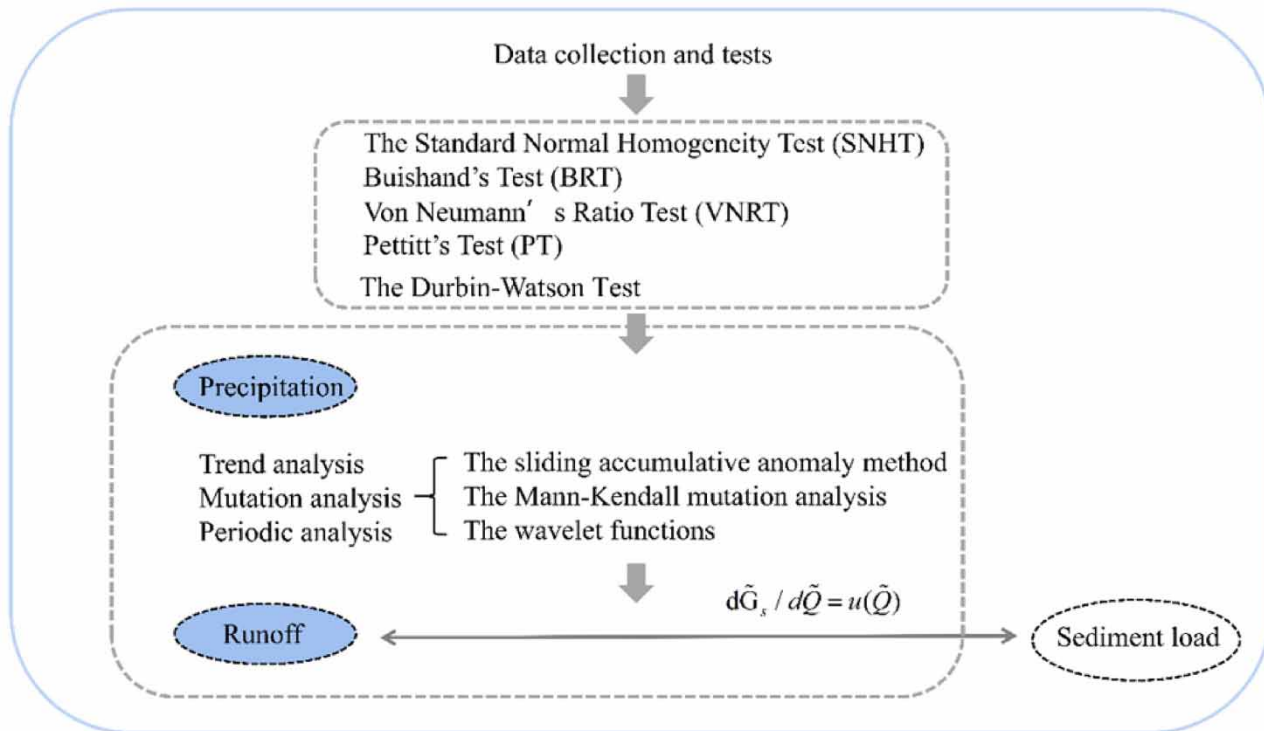 Data collection and tests
The Standard Normal Homogeneity Test (SNHT)
Buishand's Test (BRT)
Von Neumann′ s Ratio Test (VNRT)
Pettitt's Test (PT)
The Durbin-Watson Test
Precipitation
Trend analysis
Mutation analysis
Periodic analysis
The sliding accumulative anomaly method
The Mann-Kendall mutation analysis
The wavelet functions
dG̃ₛ / dQ̃ = u(Q̃)
Runoff
Sediment load